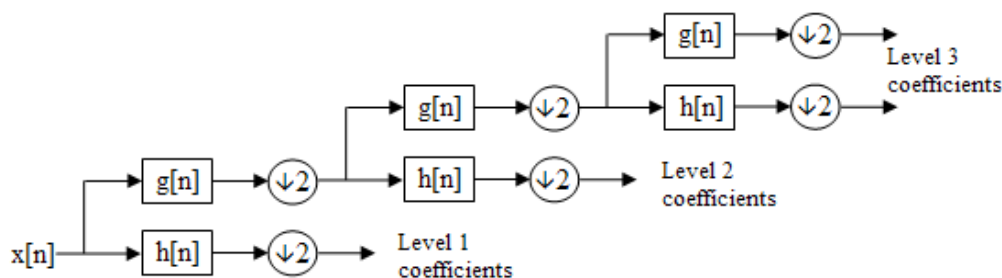 g[n] ↓2
Level 3
coefficients
g[n] ↓2 h[n] ↓2
g[n] ↓2 h[n] ↓2
Level 2
coefficients
x[n] h[n] ↓2
Level 1
coefficients